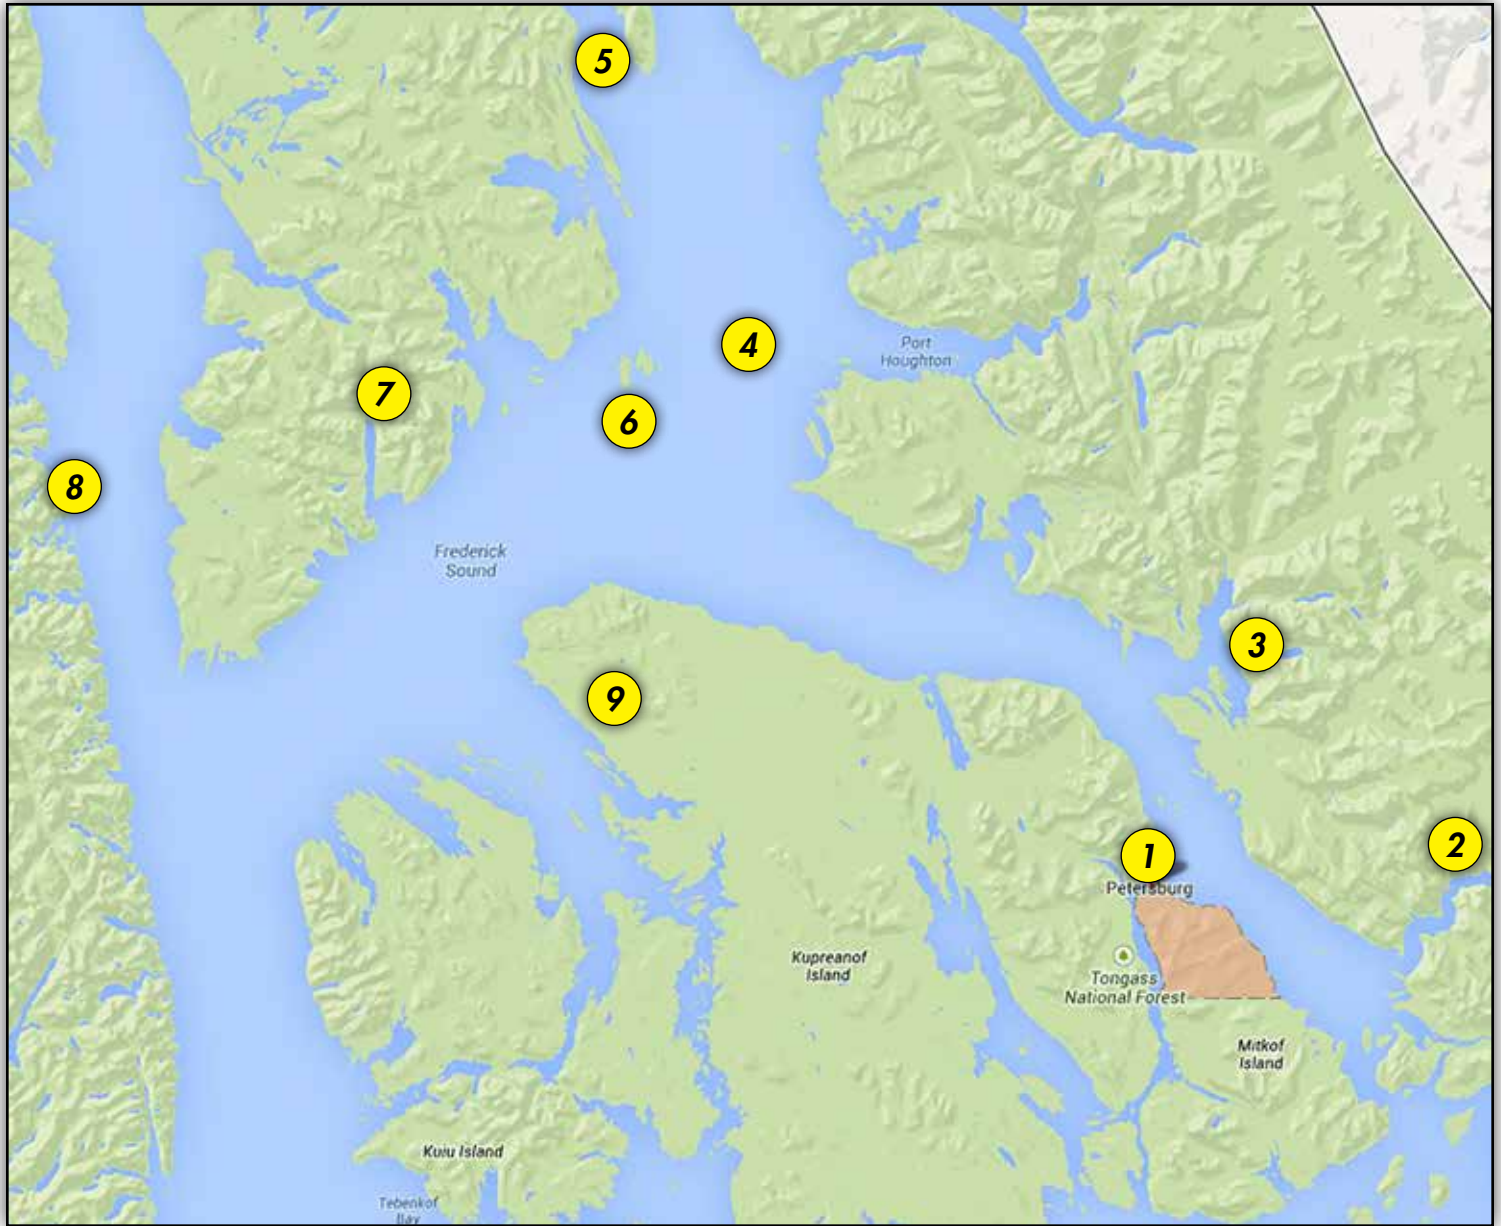 5
4
Port
Houghton
7
6
8
Frederick
Sound
3
9
2
1
Petersburg
Kupreanof
Island
Tongass
National Forest
Mitkof
Island
Kuiu Island
Tebenkof
Bay